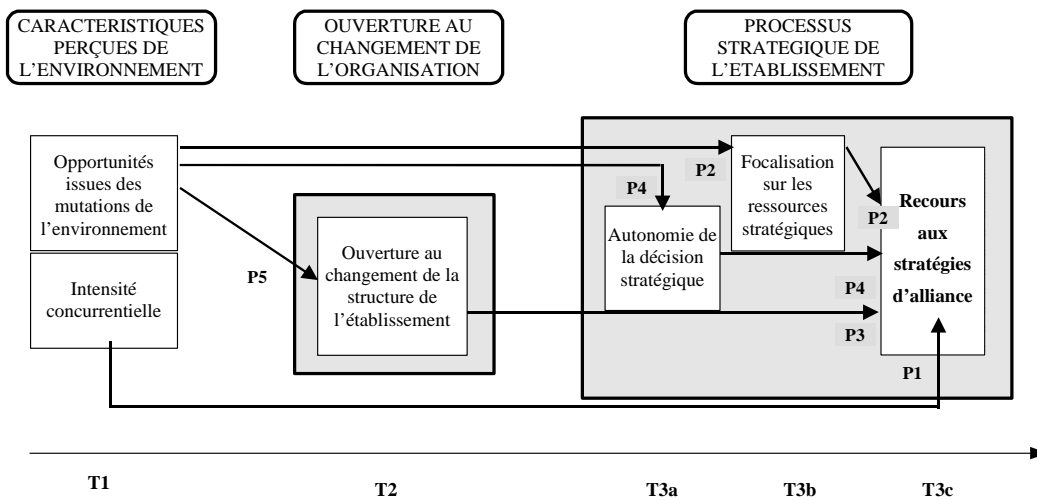 CARACTERISTIQUES
PERÇUES DE
L'ENVIRONNEMENT
OUVERTURE AU
CHANGEMENT DE
L'ORGANISATION
PROCESSUS
STRATEGIQUE DE
L'ETABLISSEMENT
Opportunités
issues des
mutations de
l'environnement
Intensité
concurrentielle
P5
Ouverture au
changement de la
structure de
l'établissement
P4
Autonomie de
la décision
stratégique
P2
Focalisation
sur les
ressources
stratégiques
P2
Recours
aux
stratégies
d'alliance
P4
P3
P1
T1
T2
T3a
T3b
T3c